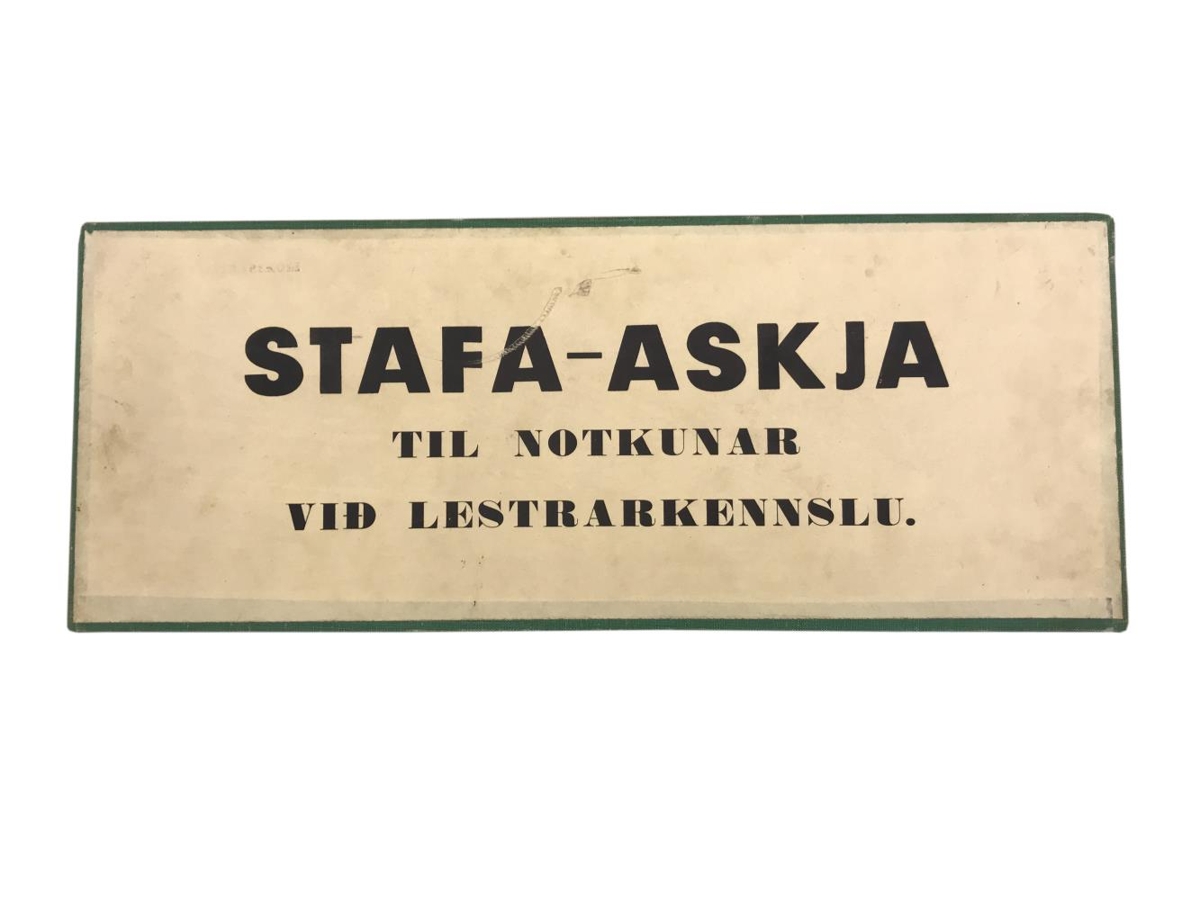 STAFA-ASKJA
TIL NOTKUNAR
VIÐ LESTRARKENNSLU.